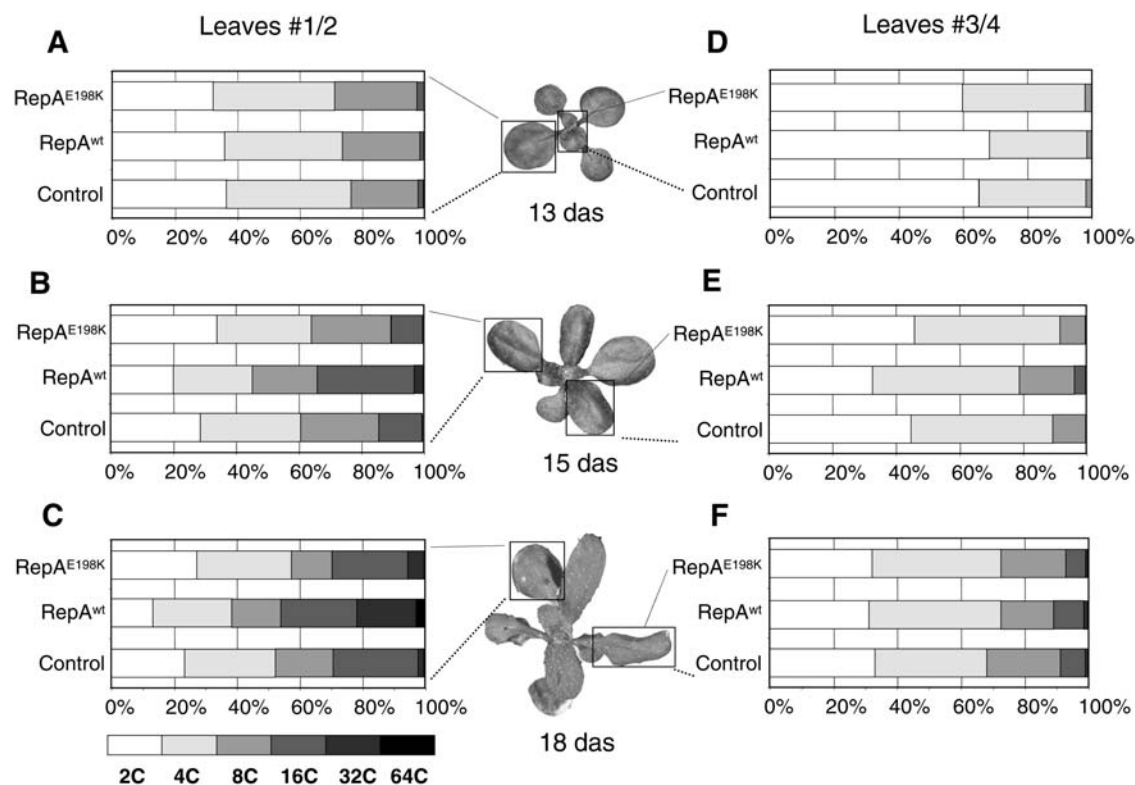 Leaves #1/2
Leaves #3/4
A
RepA^E198K
RepA^wt
Control
0% 20% 40% 60% 80% 100%
13 das
D
RepA^E198K
RepA^wt
Control
0% 20% 40% 60% 80% 100%
B
RepA^E198K
RepA^wt
Control
0% 20% 40% 60% 80% 100%
15 das
E
RepA^E198K
RepA^wt
Control
0% 20% 40% 60% 80% 100%
C
RepA^E198K
RepA^wt
Control
0% 20% 40% 60% 80% 100%
18 das
F
RepA^E198K
RepA^wt
Control
0% 20% 40% 60% 80% 100%
2C 4C 8C 16C 32C 64C